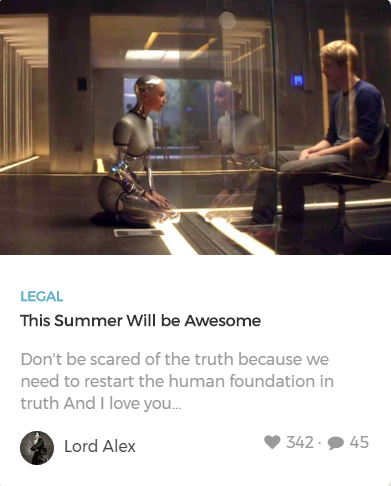 LEGAL
This Summer Will be Awesome
Don't be scared of the truth because we
need to restart the human foundation in
truth And I love you...
Lord Alex
342 · 45